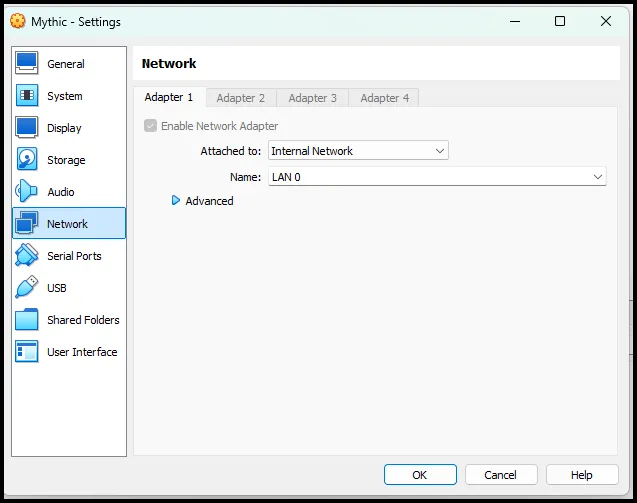 Mythic - Settings
General
System
Display
Storage
Audio
Network
Serial Ports
USB
Shared Folders
User Interface
Network
Adapter 1 Adapter 2 Adapter 3 Adapter 4
Enable Network Adapter
Attached to: Internal Network
Name: LAN 0
Advanced
OK Cancel Help